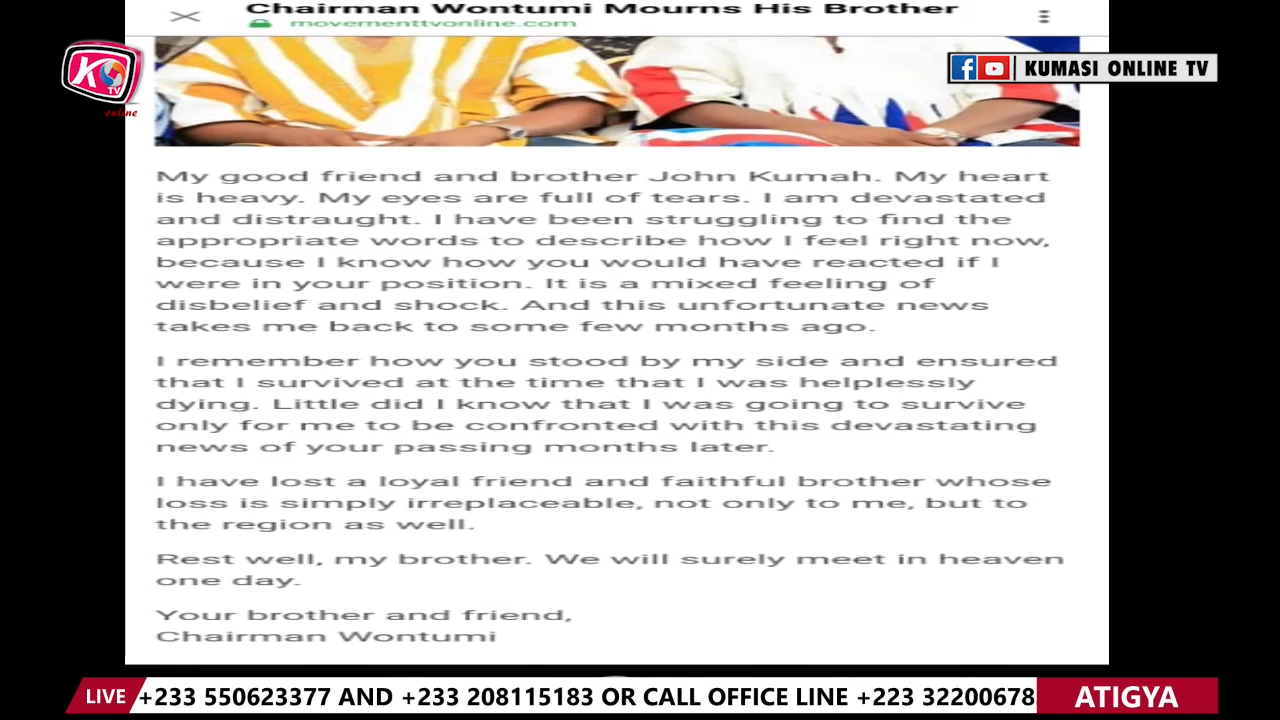 Chairman Wontumi Mourns His Brother
movementtvonline.com
K
TV
online
KUMASI ONLINE TV
My good friend and brother John Kumah. My heart
is heavy. My eyes are full of tears. I am devastated
and distraught. I have been struggling to find the
appropriate words to describe how I feel right now,
because I know how you would have reacted if I
were in your position. It is a mixed feeling of
disbelief and shock. And this unfortunate news
takes me back to some few months ago.
I remember how you stood by my side and ensured
that I survived at the time that I was helplessly
dying. Little did I know that I was going to survive
only for me to be confronted with this devastating
news of your passing months later.
I have lost a loyal friend and faithful brother whose
loss is simply irreplaceable, not only to me, but to
the region as well.
Rest well, my brother. We will surely meet in heaven
one day.
Your brother and friend,
Chairman Wontumi
LIVE +233 550623377 AND +233 208115183 OR CALL OFFICE LINE +223 32200678 ATIGYA